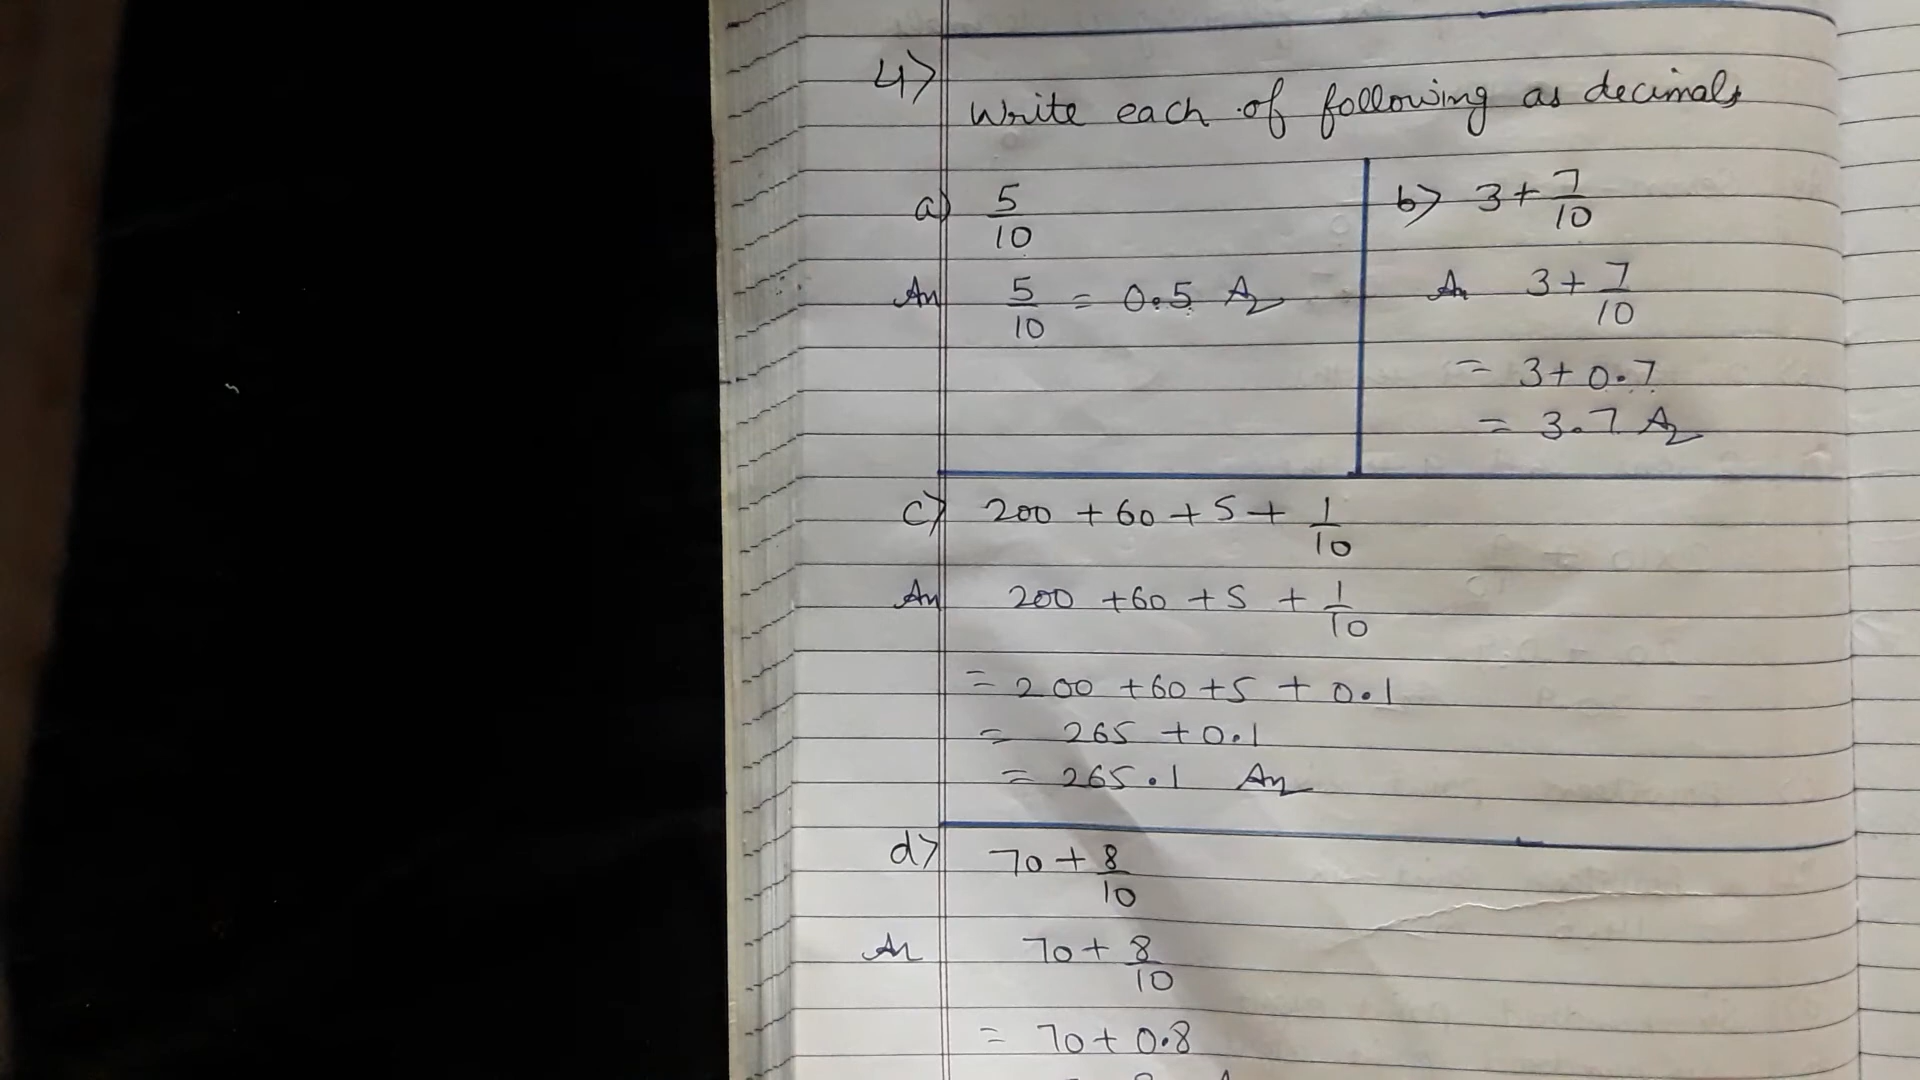 4) Write each of following as decimals
a) 5/10
An 5/10 = 0.5 An
b) 3 + 7/10
An 3 + 7/10
= 3 + 0.7
= 3.7 An
c) 200 + 60 + 5 + 1/10
An 200 + 60 + 5 + 1/10
= 200 + 60 + 5 + 0.1
= 265 + 0.1
= 265.1 An
d) 70 + 8/10
An 70 + 8/10
= 70 + 0.8